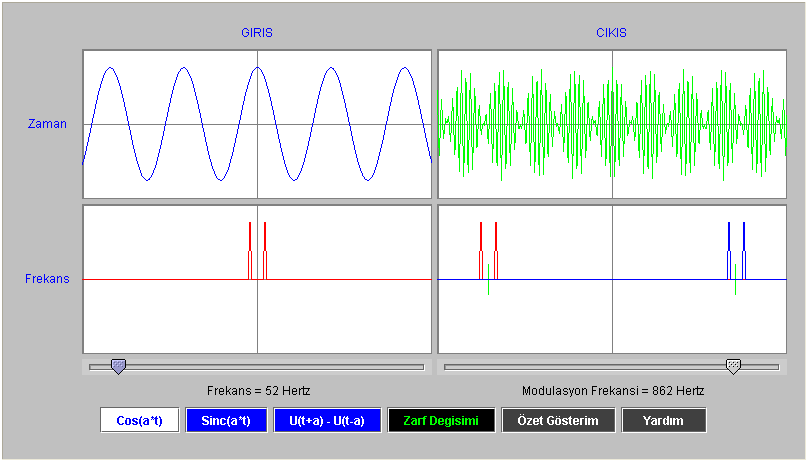 GIRIS
CIKIS
Zaman
Frekans
Frekans = 52 Hertz
Modulasyon Frekansi = 862 Hertz
Cos(a*t)
Sinc(a*t)
U(t+a) - U(t-a)
Zarf Degisimi
Özet Gösterim
Yardım